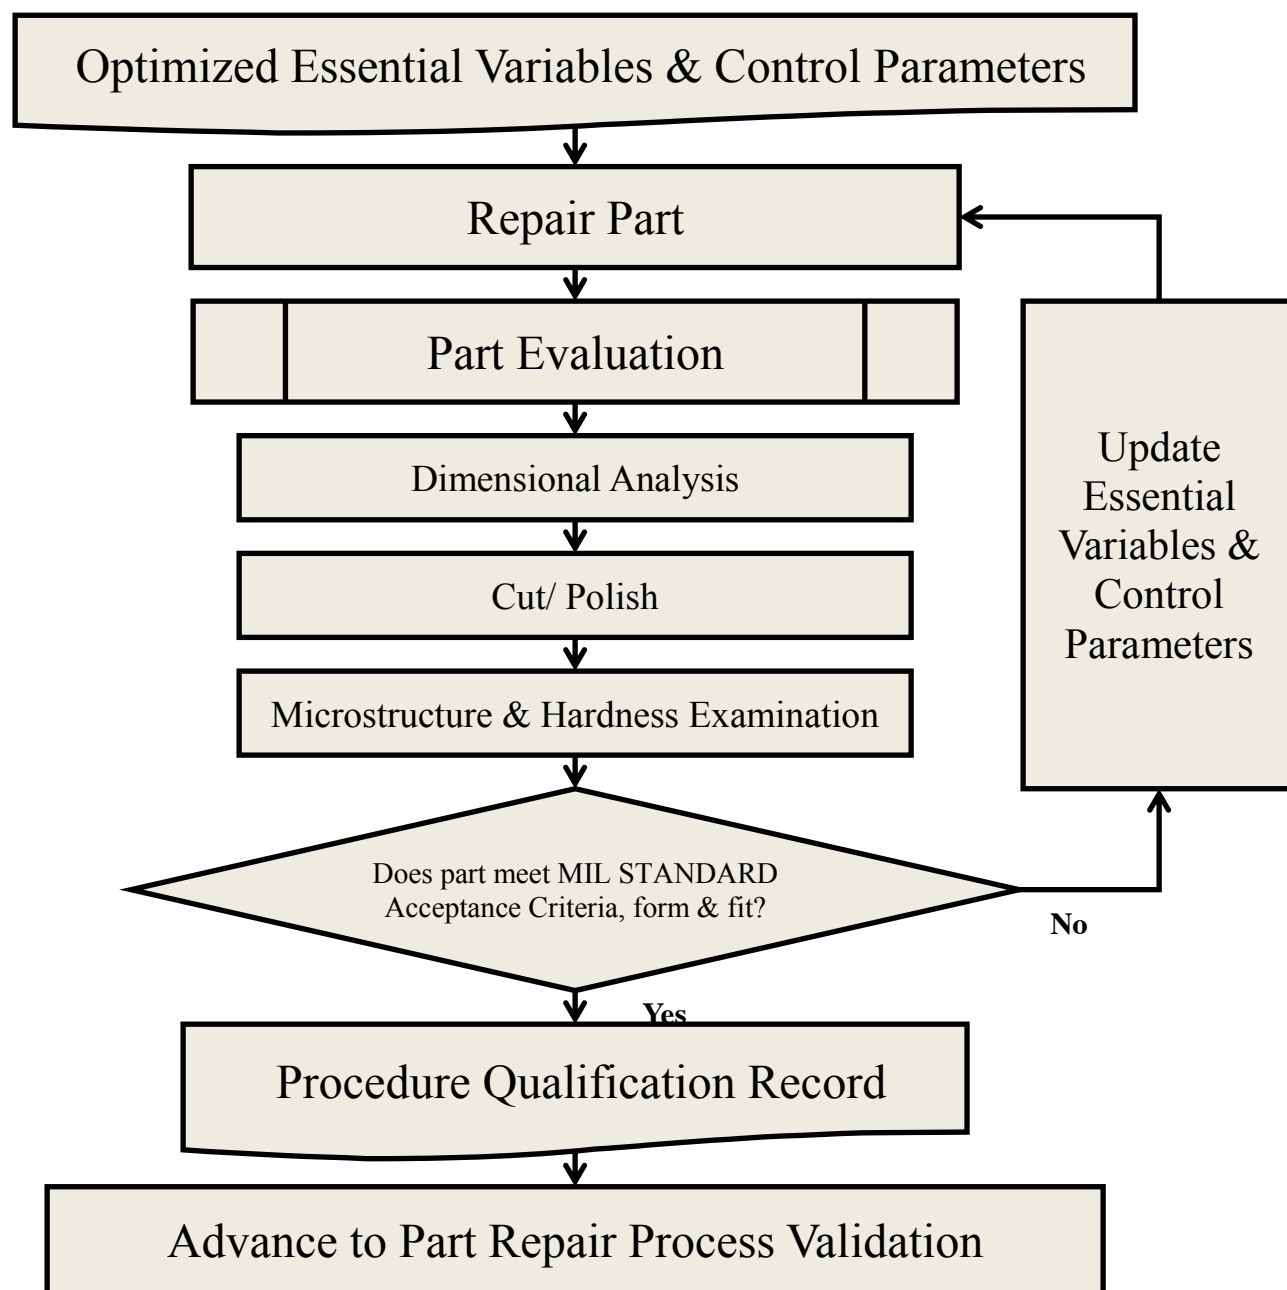 Optimized Essential Variables & Control Parameters
Repair Part
Part Evaluation
Dimensional Analysis
Cut/ Polish
Microstructure & Hardness Examination
Update
Essential
Variables &
Control
Parameters
Does part meet MIL STANDARD
Acceptance Criteria, form & fit?
No
Yes
Procedure Qualification Record
Advance to Part Repair Process Validation